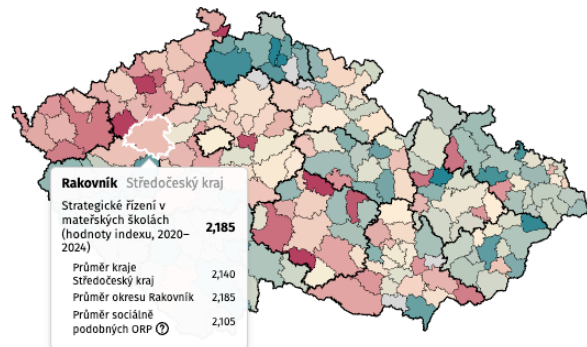 Rakovník Středočeský kraj
Strategické řízení v
mateřských školách
(hodnoty indexu, 2020–
2024)
2,185
Průměr kraje
Středočeský kraj
2,140
Průměr okresu Rakovník
2,185
Průměr sociálně
podobných ORP ?
2,105